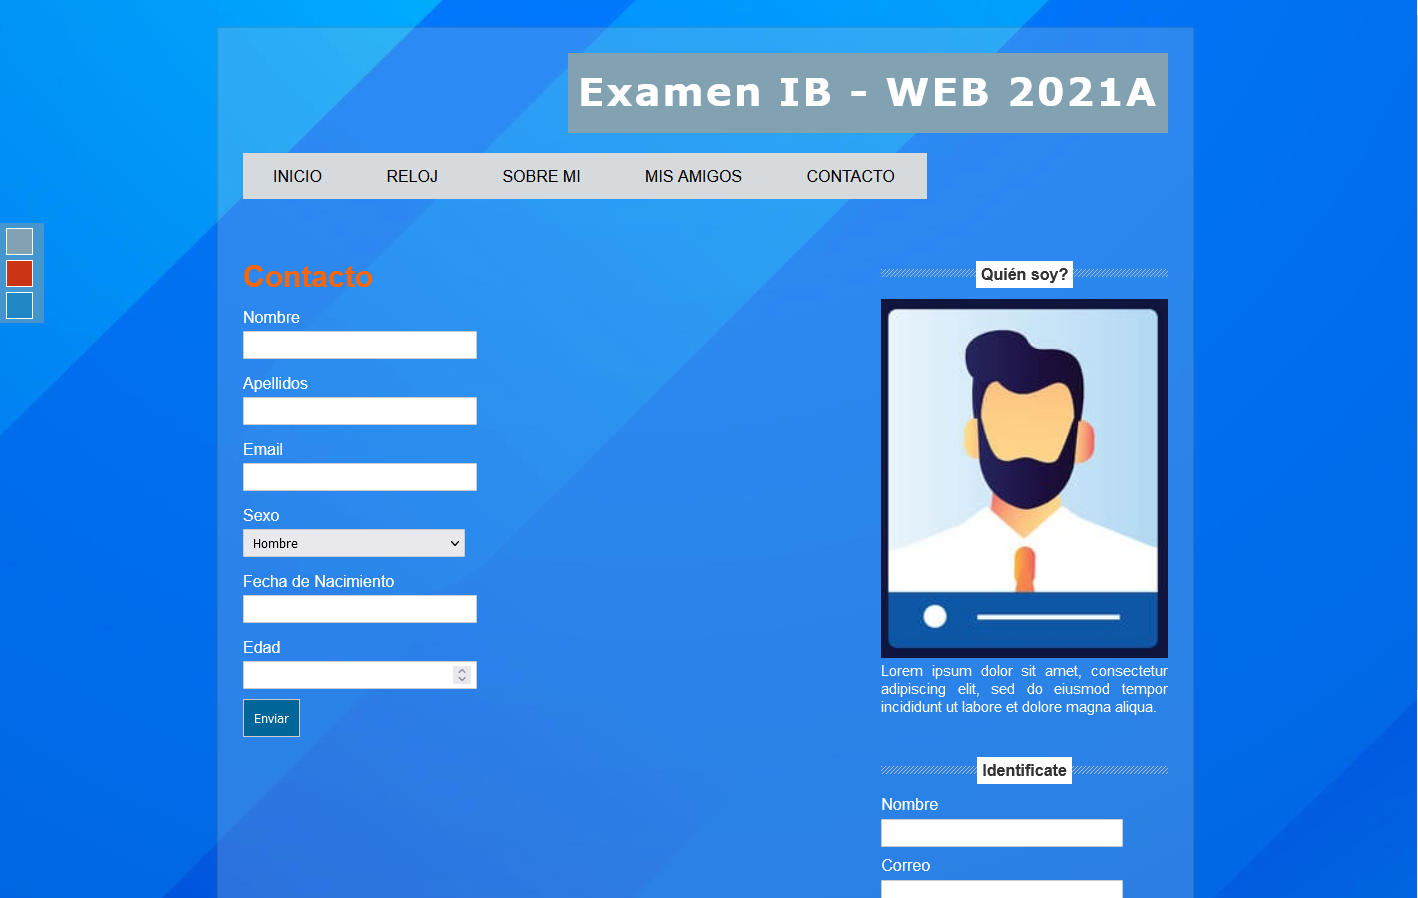 Examen IB - WEB 2021A
INICIO RELOJ SOBRE MI MIS AMIGOS CONTACTO
Contacto
Nombre
Apellidos
Email
Sexo
Hombre
Fecha de Nacimiento
Edad
Enviar
Quién soy?
Lorem ipsum dolor sit amet, consectetur
adipiscing elit, sed do eiusmod tempor
incididunt ut labore et dolore magna aliqua.
Identificate
Nombre
Correo